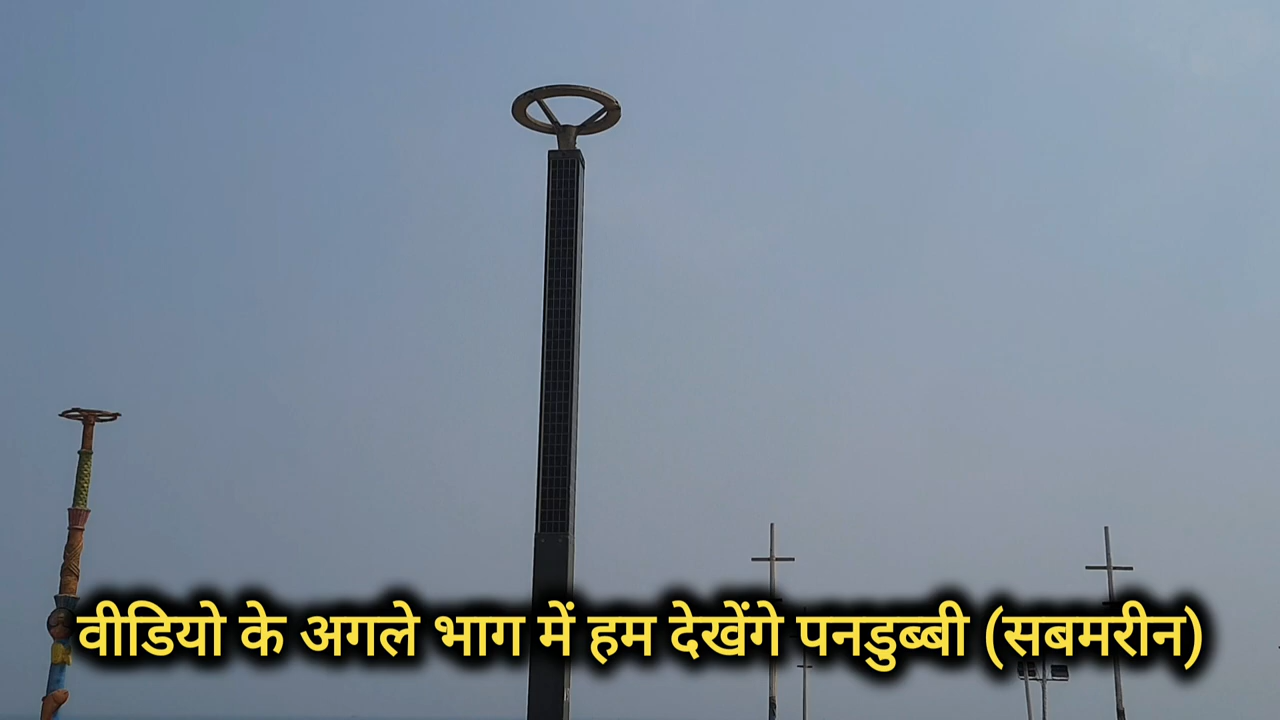 वीडियो के अगले भाग में हम देखेंगे पनडुब्बी (सबमरीन)